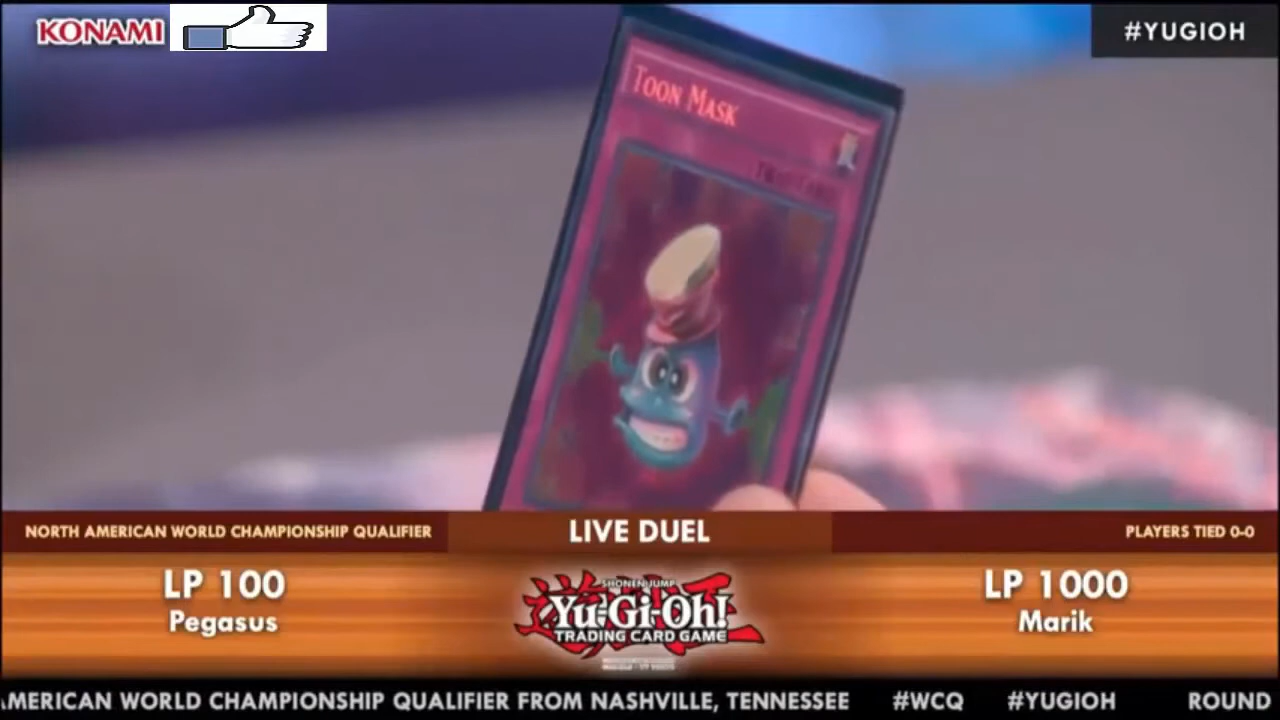 KONAMI
#YUGIOH
TOON MASK
NORTH AMERICAN WORLD CHAMPIONSHIP QUALIFIER
LIVE DUEL
PLAYERS TIED 0-0
LP 100
Pegasus
SHONEN JUMP
Yu-Gi-Oh!
TRADING CARD GAME
LP 1000
Marik
AMERICAN WORLD CHAMPIONSHIP QUALIFIER FROM NASHVILLE, TENNESSEE #WCQ #YUGIOH ROUND